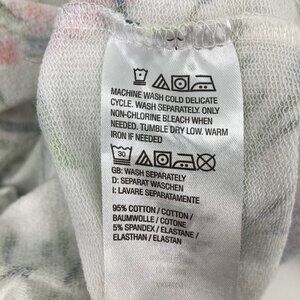 MACHINE WASH COLD DELICATE
CYCLE. WASH SEPARATELY. ONLY
NON-CHLORINE BLEACH WHEN
NEEDED. TUMBLE DRY LOW. WARM
IRON IF NEEDED
30
GB: WASH SEPARATELY
D: SEPARAT WASCHEN
I: LAVARE SEPARATAMENTE
95% COTTON / COTTON /
BAUMWOLLE / COTONE
5% SPANDEX / ELASTANE /
ELASTHAN / ELASTAN